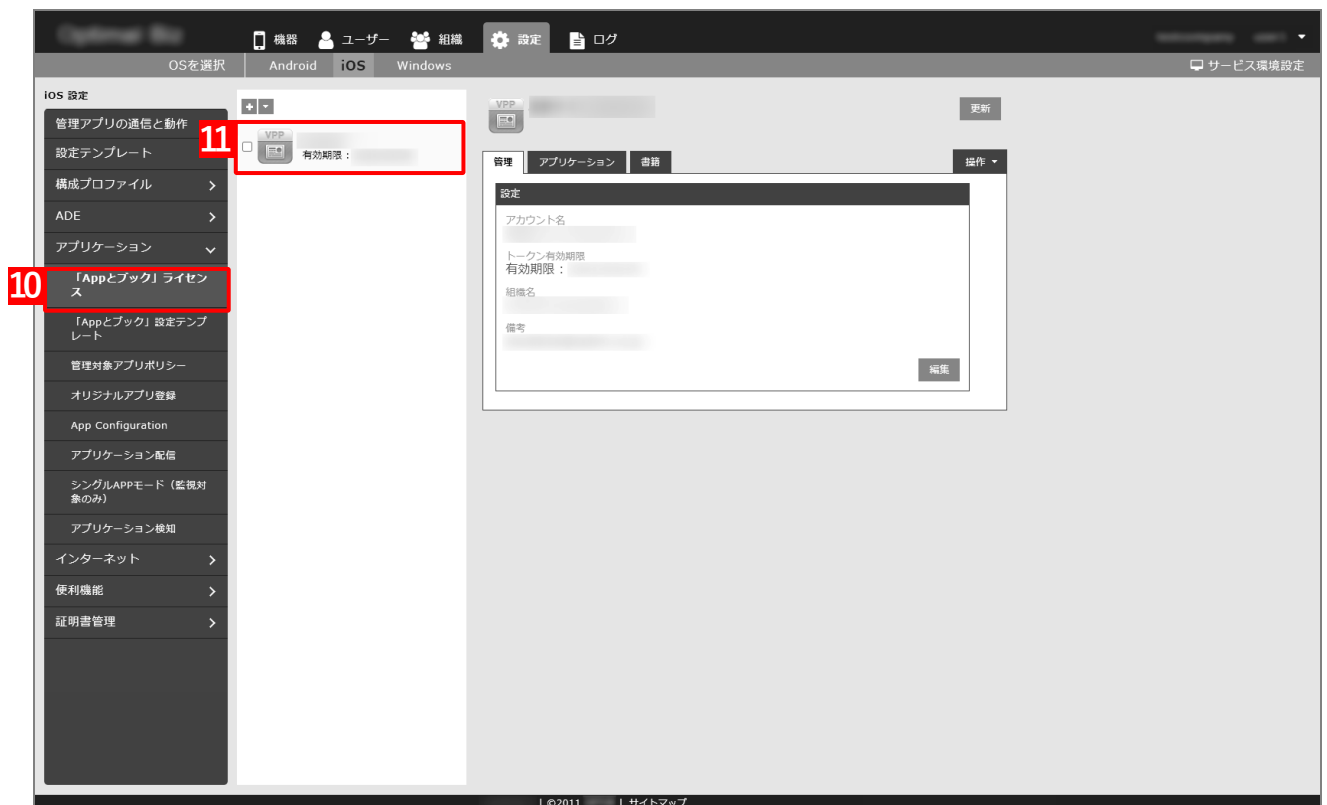 機器 ユーザー 組織 設定 ログ
OSを選択 Android iOS Windows サービス環境設定
iOS 設定
管理アプリの通信と動作
設定テンプレート
構成プロファイル
ADE
アプリケーション
10
「Appとブック」ライセン
ス
「Appとブック」設定テンプ
レート
管理対象アプリポリシー
オリジナルアプリ登録
App Configuration
アプリケーション配信
シングルAPPモード（監視対
象のみ）
アプリケーション検知
インターネット
便利機能
証明書管理
11
VPP
有効期限：
VPP
更新
管理 アプリケーション 書籍 操作
設定
アカウント名
トークン有効期限
有効期限：
組織名
備考
編集
| ©2011 | サイトマップ